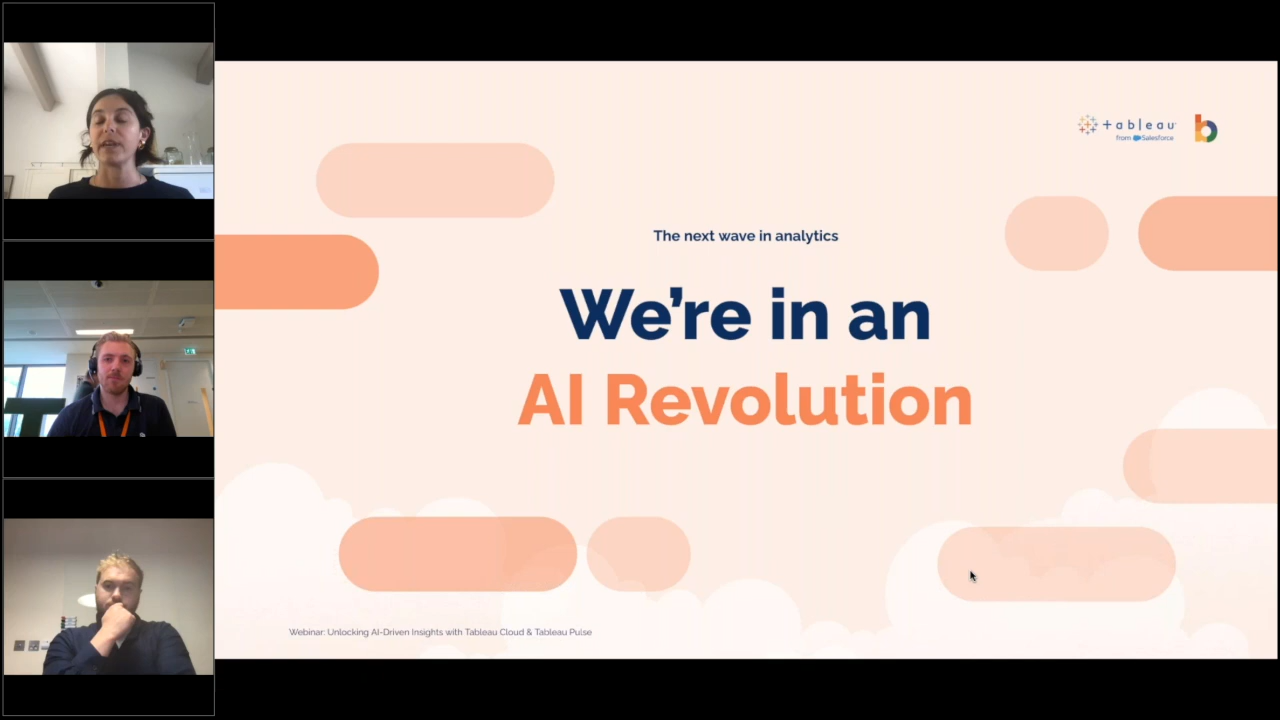 +ableau
from Salesforce
The next wave in analytics
We're in an
AI Revolution
Webinar: Unlocking AI-Driven Insights with Tableau Cloud & Tableau Pulse